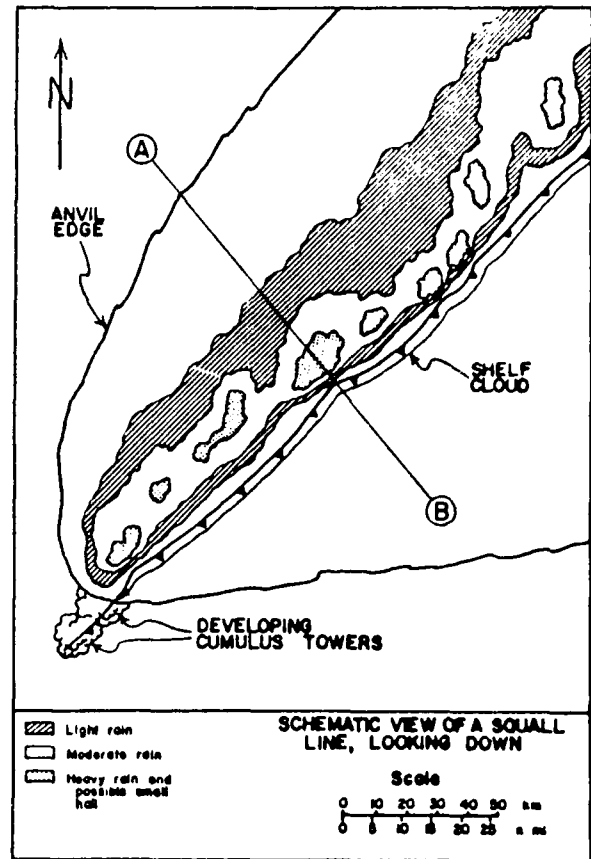 N
A
ANVIL
EDGE
SHELF
CLOUD
B
DEVELOPING
CUMULUS TOWERS
Light rain
Moderate rain
Heavy rain and
possible small
hail
SCHEMATIC VIEW OF A SQUALL
LINE, LOOKING DOWN
Scale
0 10 20 30 40 50 km
0 5 10 15 20 25 n mi